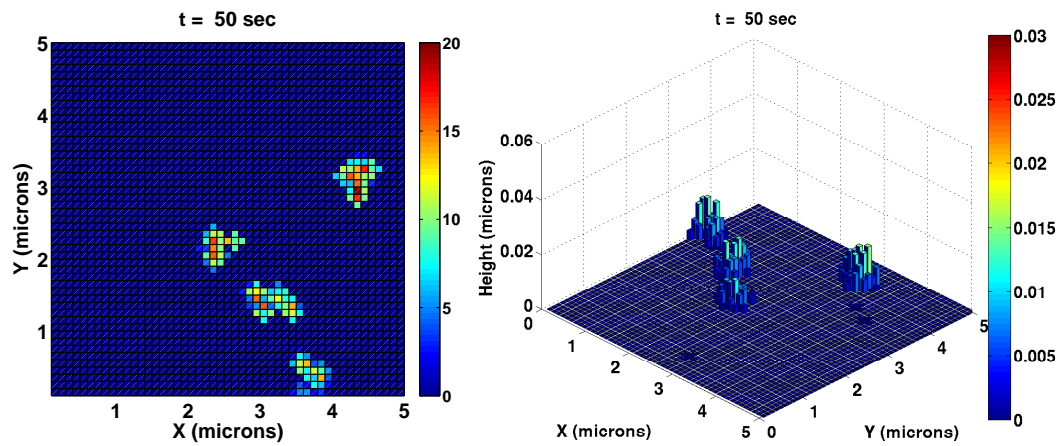 t = 50 sec
5
4
3
2
1
Y (microns)
1 2 3 4 5
X (microns)
20
15
10
5
0
t = 50 sec
0.06
0.04
0.02
0
Height (microns)
0 1 2 3 4 5
X (microns)
0 1 2 3 4 5
Y (microns)
0.03
0.025
0.02
0.015
0.01
0.005
0